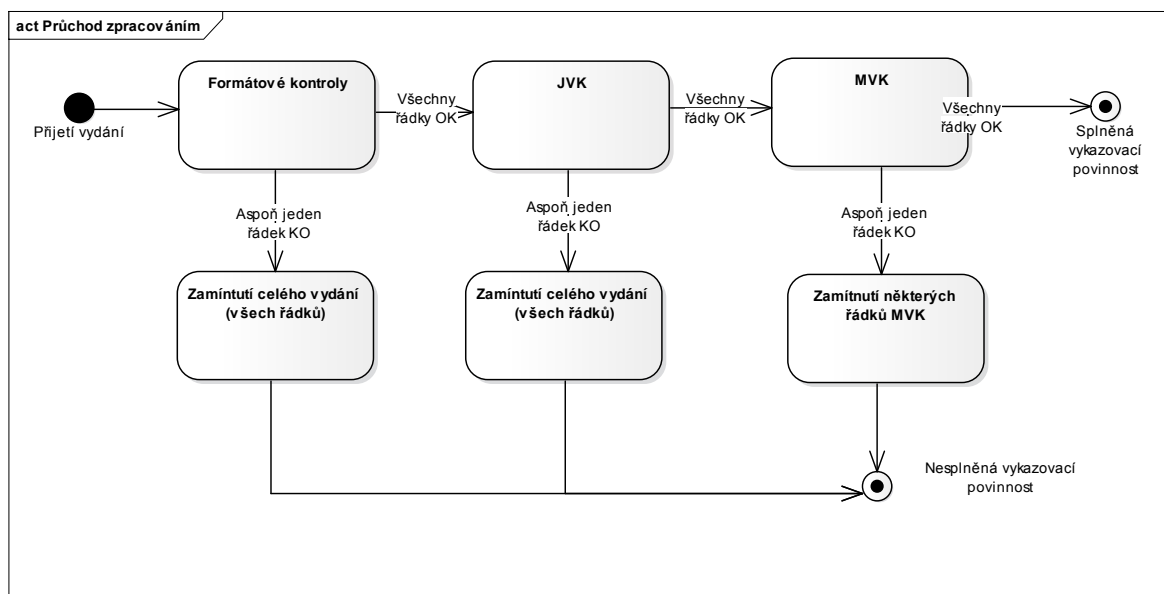 act Průchod zpracováním
Formátové kontroly
JVK
MVK
Všechny
řádky OK
Všechny
řádky OK
Všechny
řádky OK
Přijetí vydání
Splněná
vykazovací
povinnost
Aspoň jeden
řádek KO
Aspoň jeden
řádek KO
Aspoň jeden
řádek KO
Zamíntutí celého vydání
(všech řádků)
Zamíntutí celého vydání
(všech řádků)
Zamítnutí některých
řádků MVK
Nesplněná vykazovací
povinnost